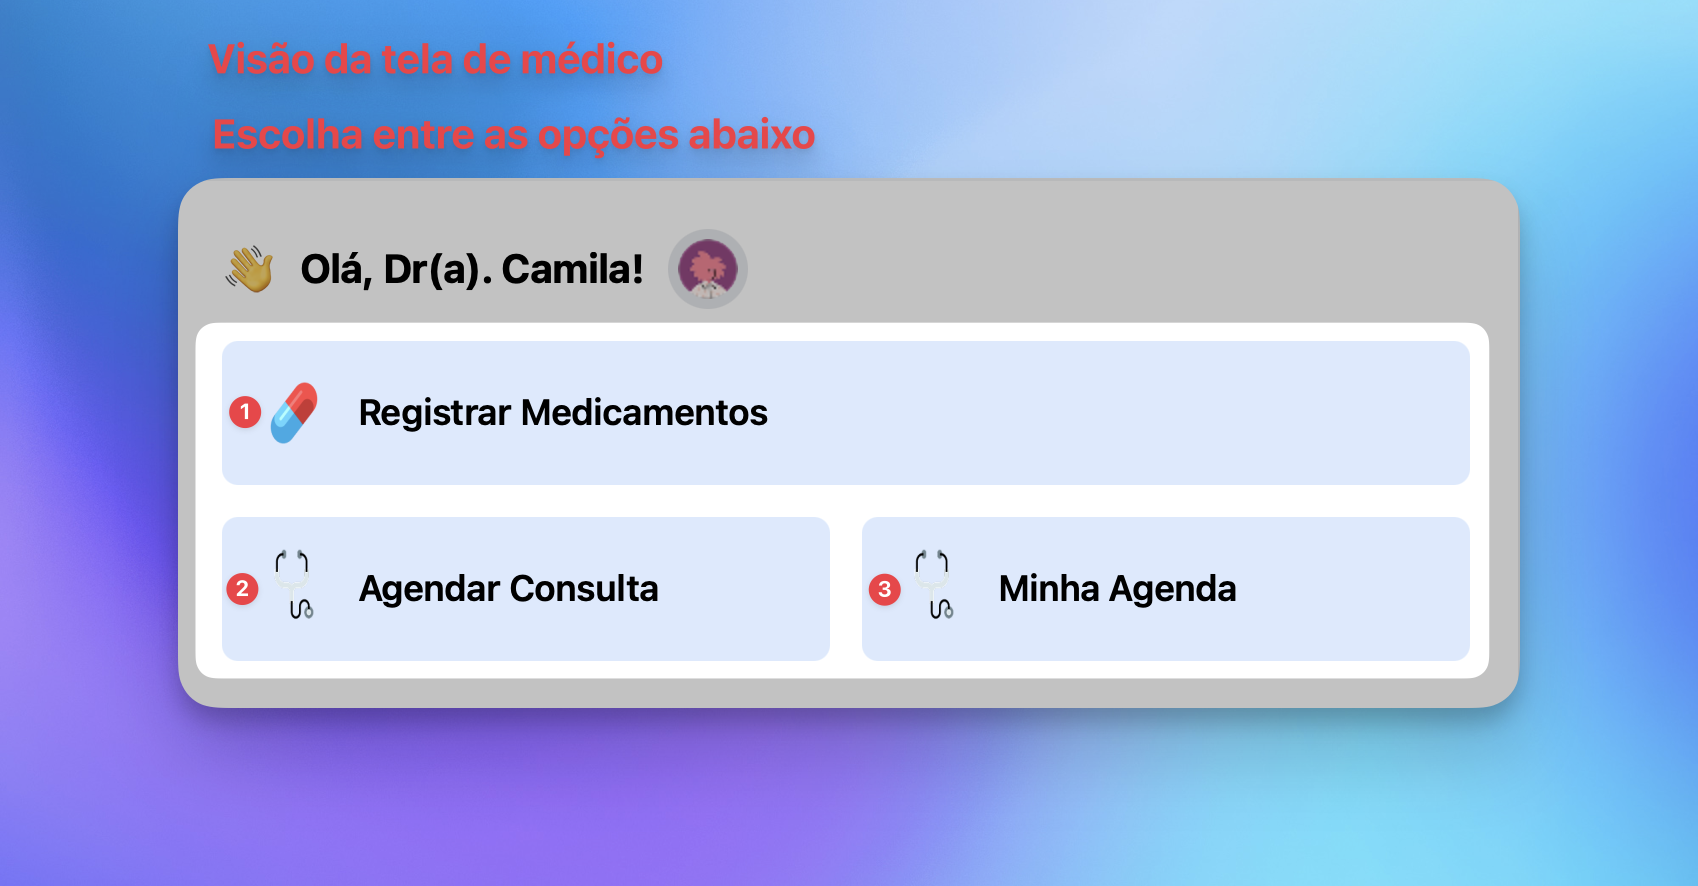 Visão da tela de médico
Escolha entre as opções abaixo
👋 Olá, Dr(a). Camila!
1 Registrar Medicamentos
2 Agendar Consulta
3 Minha Agenda